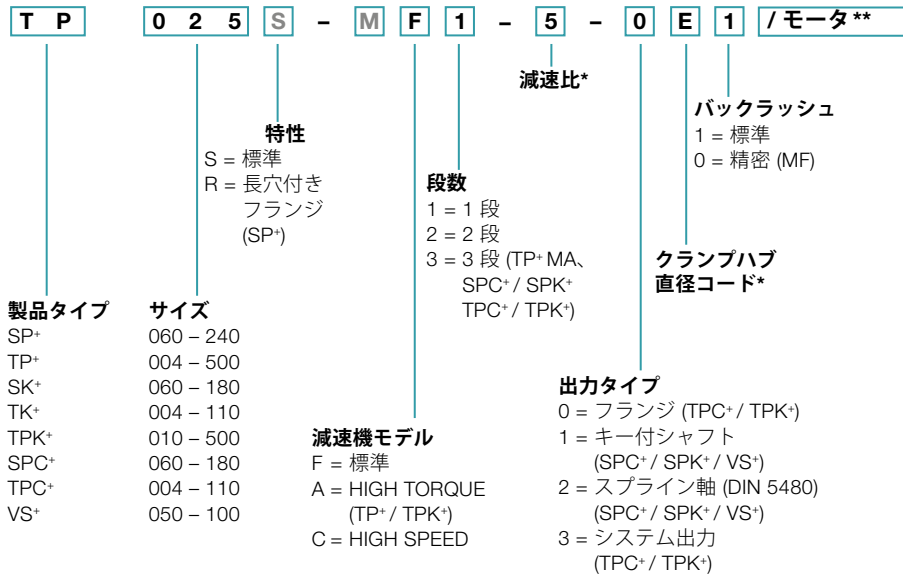 TP 025S – MF1 – 5 – 0E1 / モータ**
減速比*
バックラッシュ
1 = 標準
0 = 精密 (MF)
特性
S = 標準
R = 長穴付き
フランジ
(SP+)
段数
1 = 1 段
2 = 2 段
3 = 3 段 (TP+ MA、
SPC+ / SPK+
TPC+ / TPK+)
クランプハブ
直径コード*
製品タイプ サイズ
SP+ 060 – 240
TP+ 004 – 500
SK+ 060 – 180
TK+ 004 – 110
TPK+ 010 – 500
SPC+ 060 – 180
TPC+ 004 – 110
VS+ 050 – 100
減速機モデル
F = 標準
A = HIGH TORQUE
(TP+ / TPK+)
C = HIGH SPEED
出力タイプ
0 = フランジ (TPC+ / TPK+)
1 = キー付シャフト
(SPC+ / SPK+ / VS+)
2 = スプライン軸 (DIN 5480)
(SPC+ / SPK+ / VS+)
3 = システム出力
(TPC+ / TPK+)